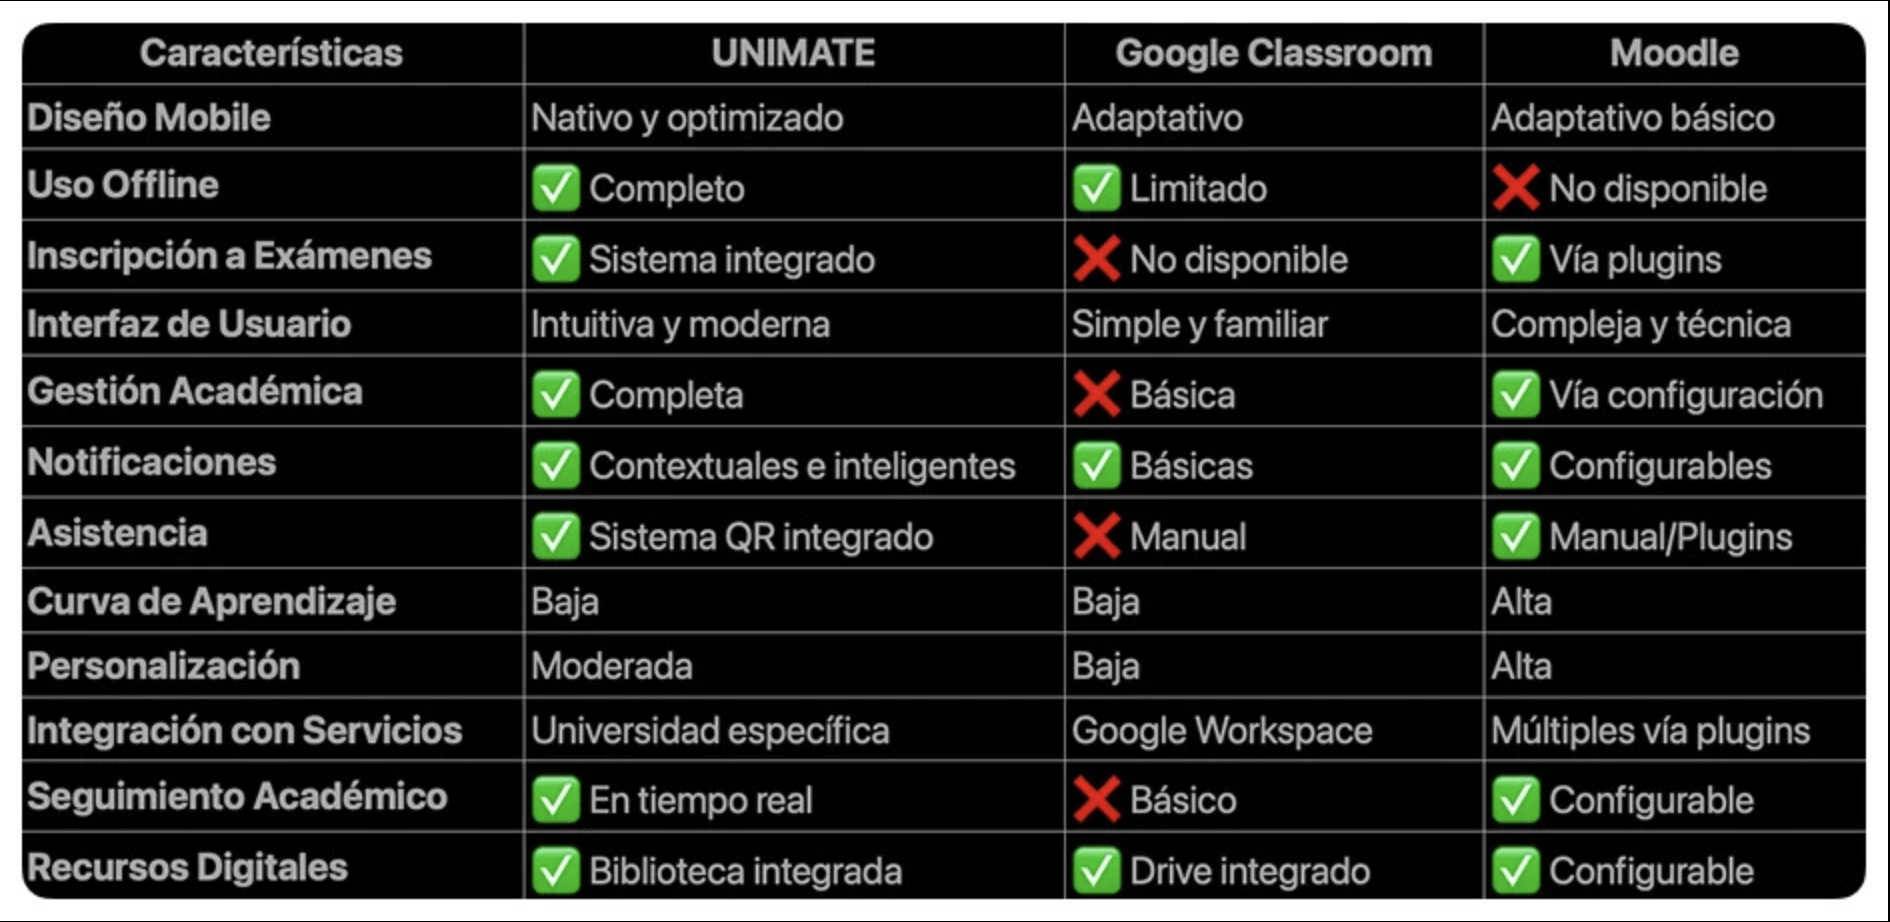 Características UNIMATE Google Classroom Moodle
Diseño Mobile Nativo y optimizado Adaptativo Adaptativo básico
Uso Offline ✅ Completo ✅ Limitado ❌ No disponible
Inscripción a Exámenes ✅ Sistema integrado ❌ No disponible ✅ Vía plugins
Interfaz de Usuario Intuitiva y moderna Simple y familiar Compleja y técnica
Gestión Académica ✅ Completa ❌ Básica ✅ Vía configuración
Notificaciones ✅ Contextuales e inteligentes ✅ Básicas ✅ Configurables
Asistencia ✅ Sistema QR integrado ❌ Manual ✅ Manual/Plugins
Curva de Aprendizaje Baja Baja Alta
Personalización Moderada Baja Alta
Integración con Servicios Universidad específica Google Workspace Múltiples vía plugins
Seguimiento Académico ✅ En tiempo real ❌ Básico ✅ Configurable
Recursos Digitales ✅ Biblioteca integrada ✅ Drive integrado ✅ Configurable